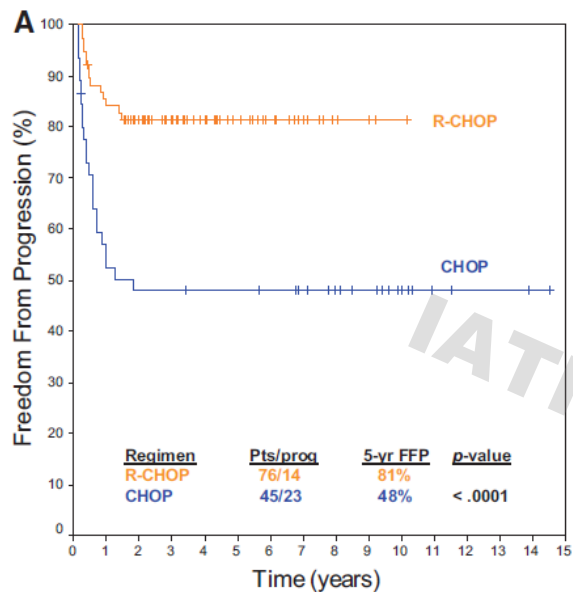 A
100
90
80
70
60
50
40
30
20
10
0
Freedom From Progression (%)
R-CHOP
CHOP
IATI
Regimen Pts/prog 5-yr FFP p-value
R-CHOP 76/14 81%
CHOP 45/23 48% < .0001
0 1 2 3 4 5 6 7 8 9 10 11 12 13 14 15
Time (years)